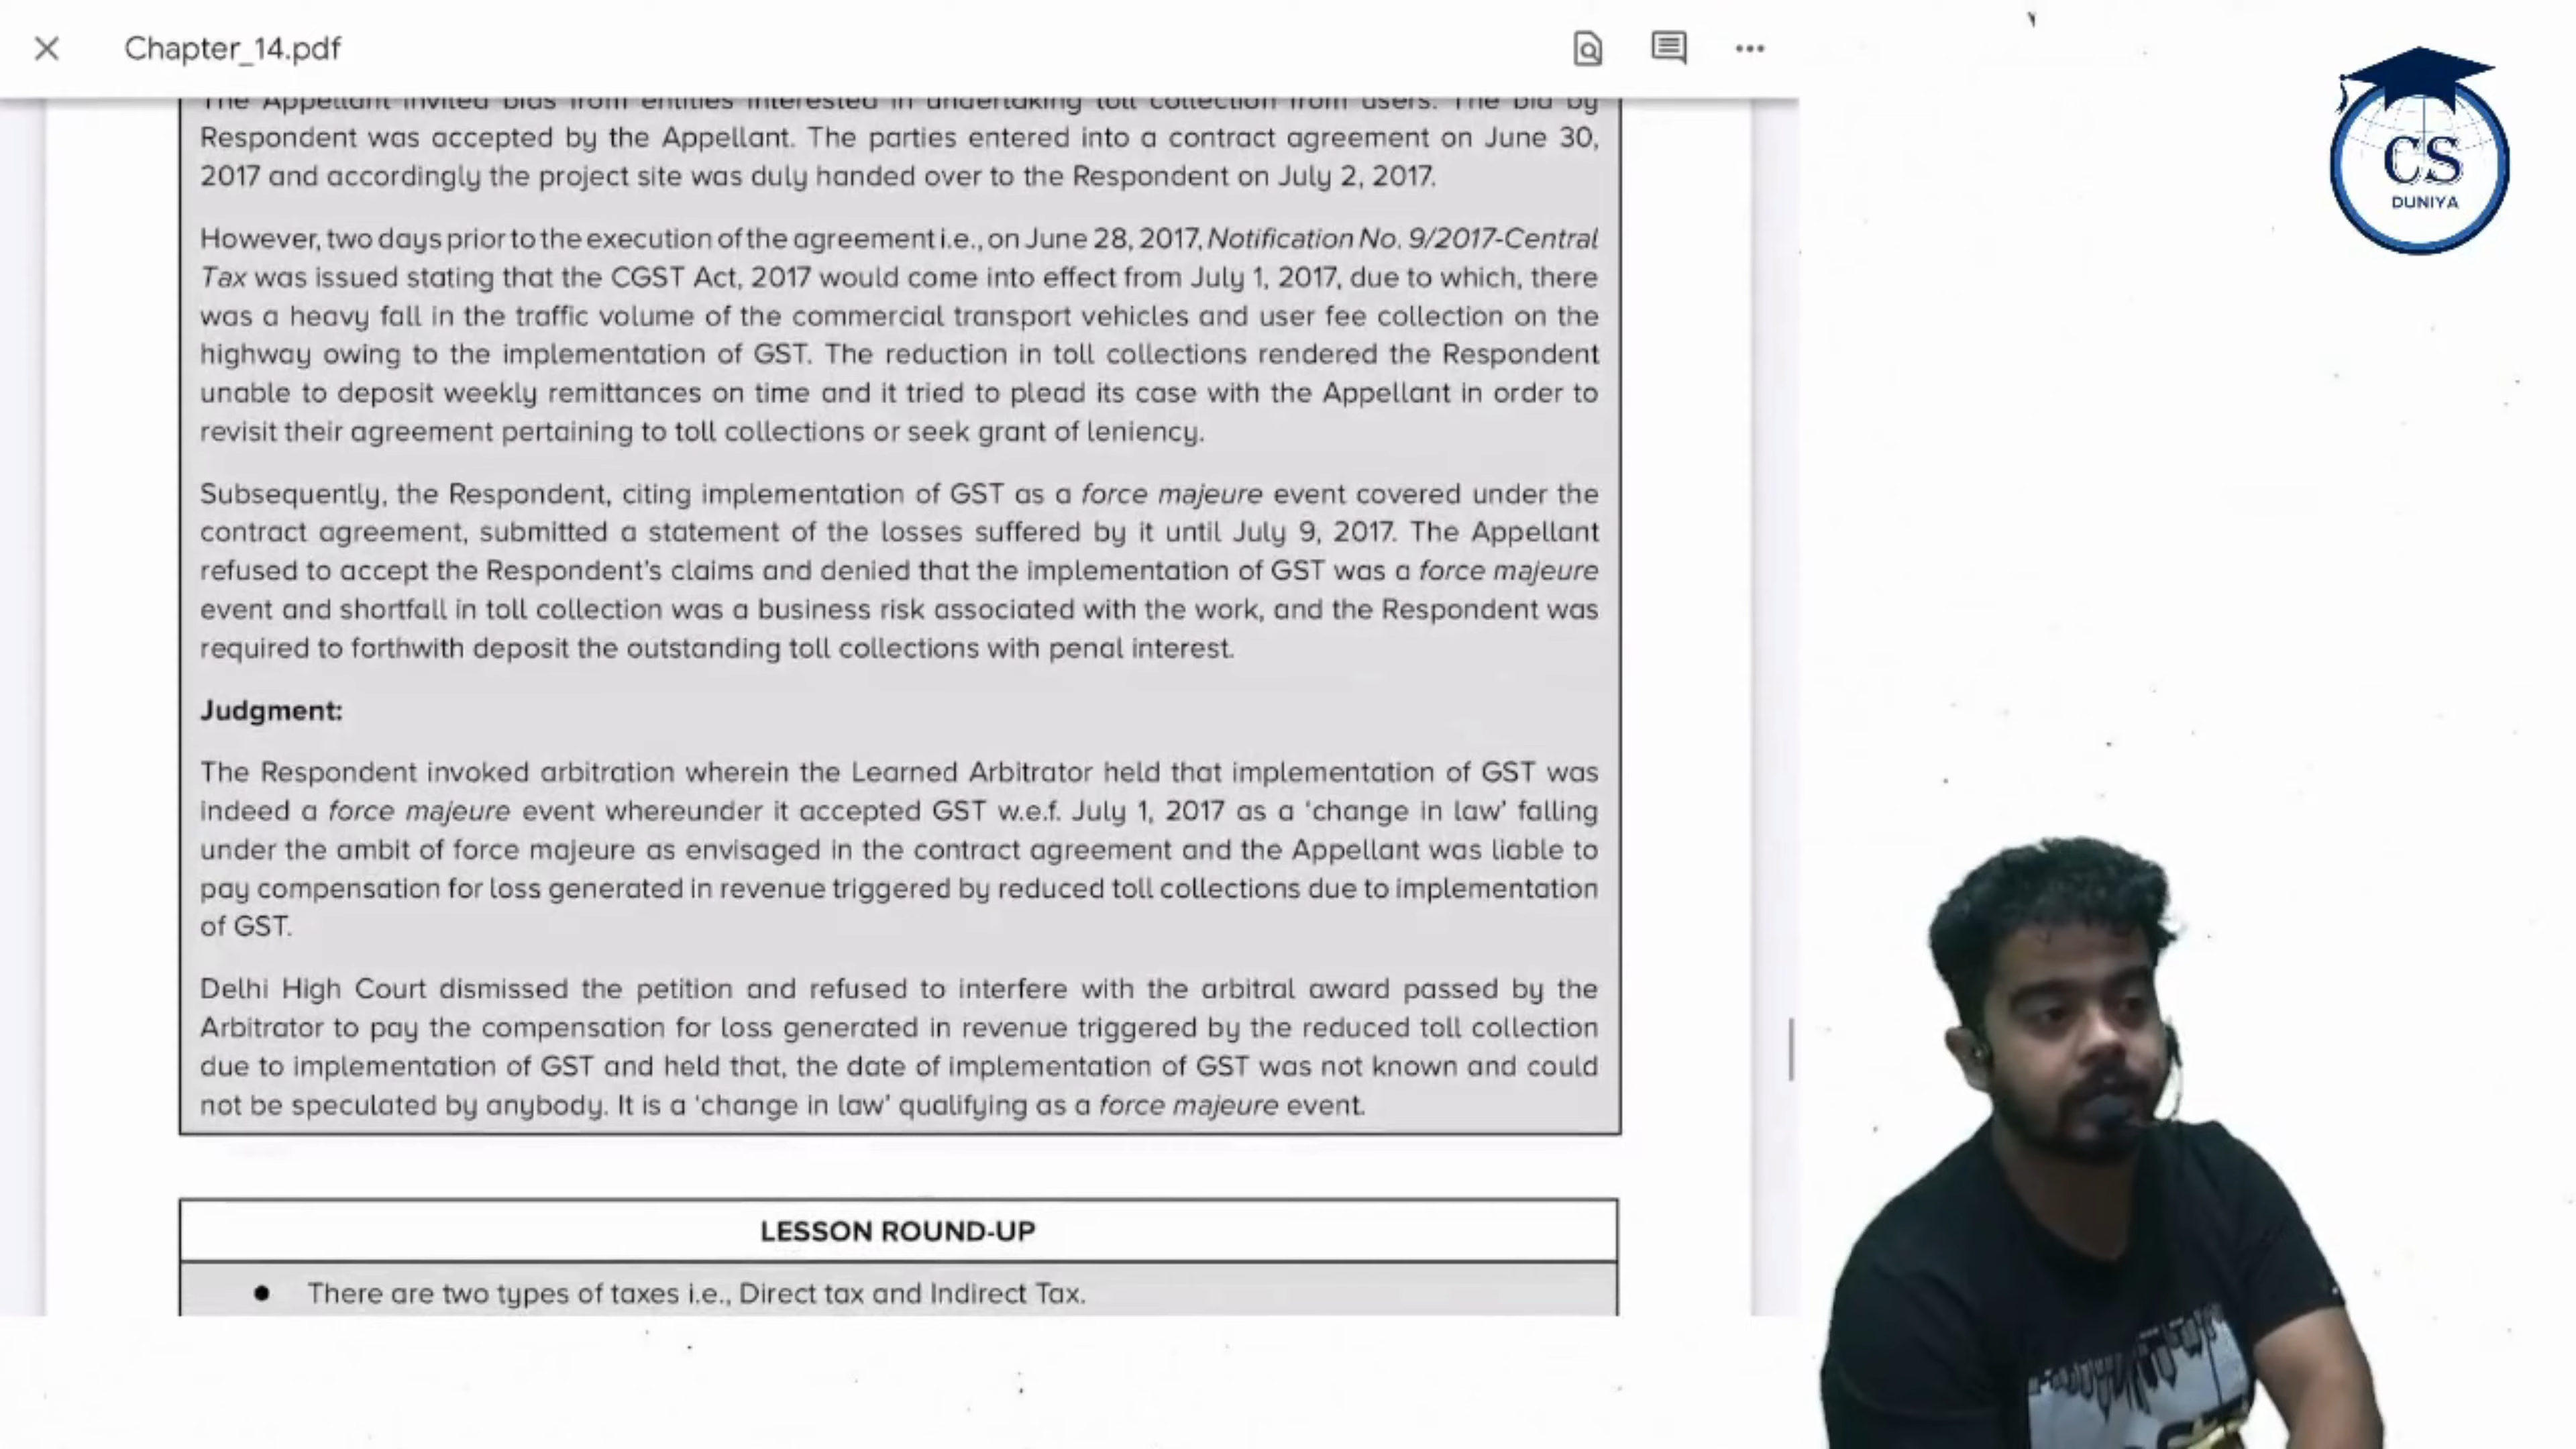 Chapter_14.pdf
The Appellant invited bids from entities interested in undertaking toll collection from users. The bid by
Respondent was accepted by the Appellant. The parties entered into a contract agreement on June 30,
2017 and accordingly the project site was duly handed over to the Respondent on July 2, 2017.
However, two days prior to the execution of the agreement i.e., on June 28, 2017, Notification No. 9/2017-Central
Tax was issued stating that the CGST Act, 2017 would come into effect from July 1, 2017, due to which, there
was a heavy fall in the traffic volume of the commercial transport vehicles and user fee collection on the
highway owing to the implementation of GST. The reduction in toll collections rendered the Respondent
unable to deposit weekly remittances on time and it tried to plead its case with the Appellant in order to
revisit their agreement pertaining to toll collections or seek grant of leniency.
Subsequently, the Respondent, citing implementation of GST as a force majeure event covered under the
contract agreement, submitted a statement of the losses suffered by it until July 9, 2017. The Appellant
refused to accept the Respondent's claims and denied that the implementation of GST was a force majeure
event and shortfall in toll collection was a business risk associated with the work, and the Respondent was
required to forthwith deposit the outstanding toll collections with penal interest.
Judgment:
The Respondent invoked arbitration wherein the Learned Arbitrator held that implementation of GST was
indeed a force majeure event whereunder it accepted GST w.e.f. July 1, 2017 as a 'change in law' falling
under the ambit of force majeure as envisaged in the contract agreement and the Appellant was liable to
pay compensation for loss generated in revenue triggered by reduced toll collections due to implementation
of GST.
Delhi High Court dismissed the petition and refused to interfere with the arbitral award passed by the
Arbitrator to pay the compensation for loss generated in revenue triggered by the reduced toll collection
due to implementation of GST and held that, the date of implementation of GST was not known and could
not be speculated by anybody. It is a 'change in law' qualifying as a force majeure event.
LESSON ROUND-UP
● There are two types of taxes i.e., Direct tax and Indirect Tax.
CS
DUNIYA